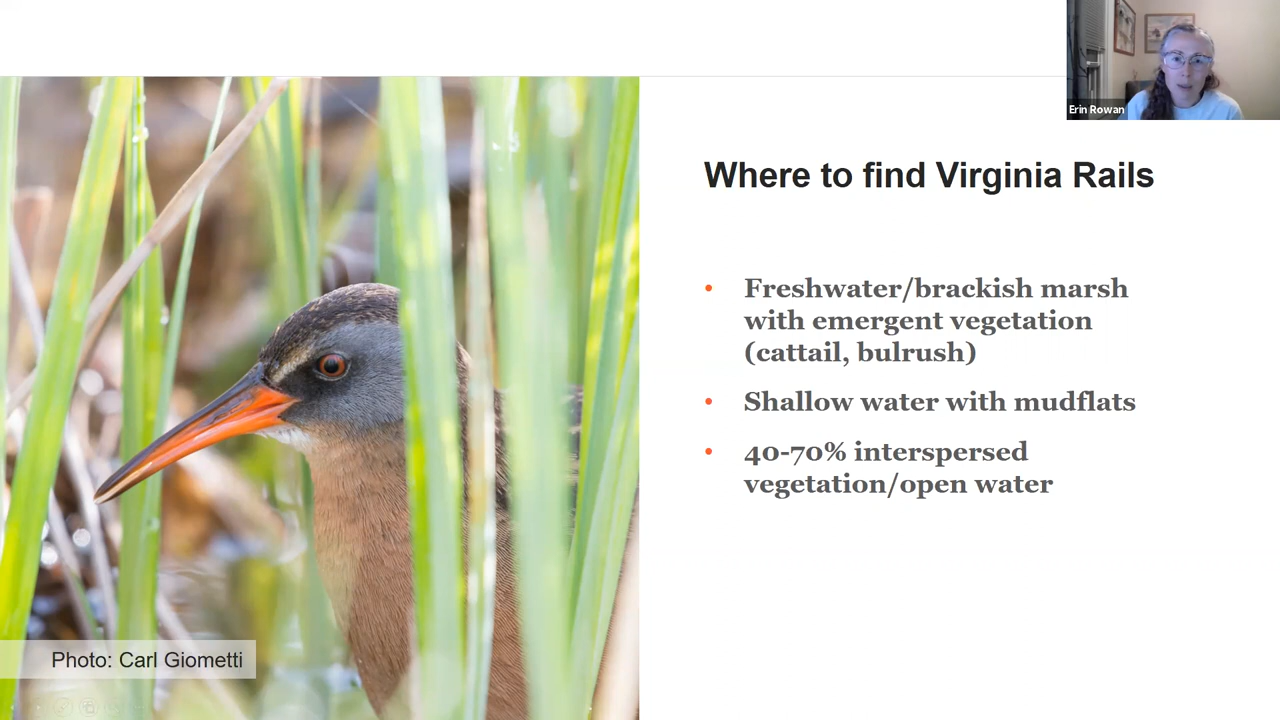 Erin Rowan
Where to find Virginia Rails
• Freshwater/brackish marsh
with emergent vegetation
(cattail, bulrush)
• Shallow water with mudflats
• 40-70% interspersed
vegetation/open water
Photo: Carl Giometti